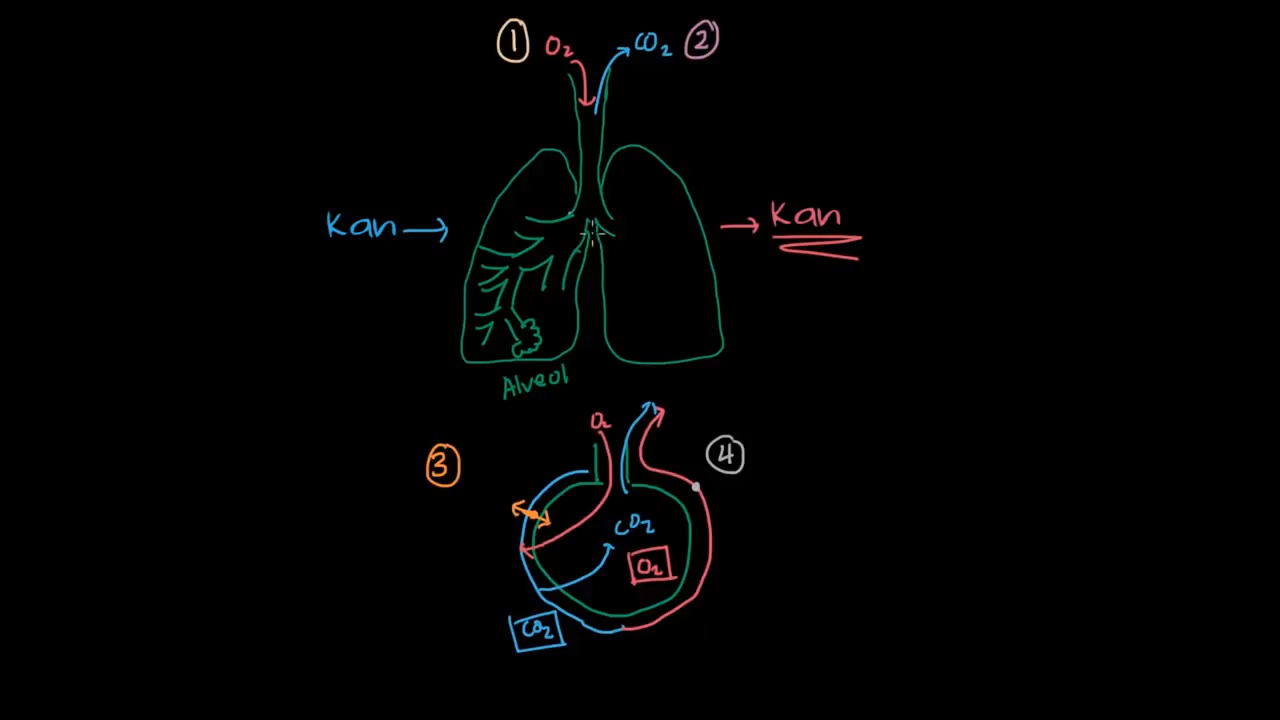 1 O₂ CO₂ 2
Kan Kan
Alveol
O₂
3 4
CO₂
O₂
CO₂